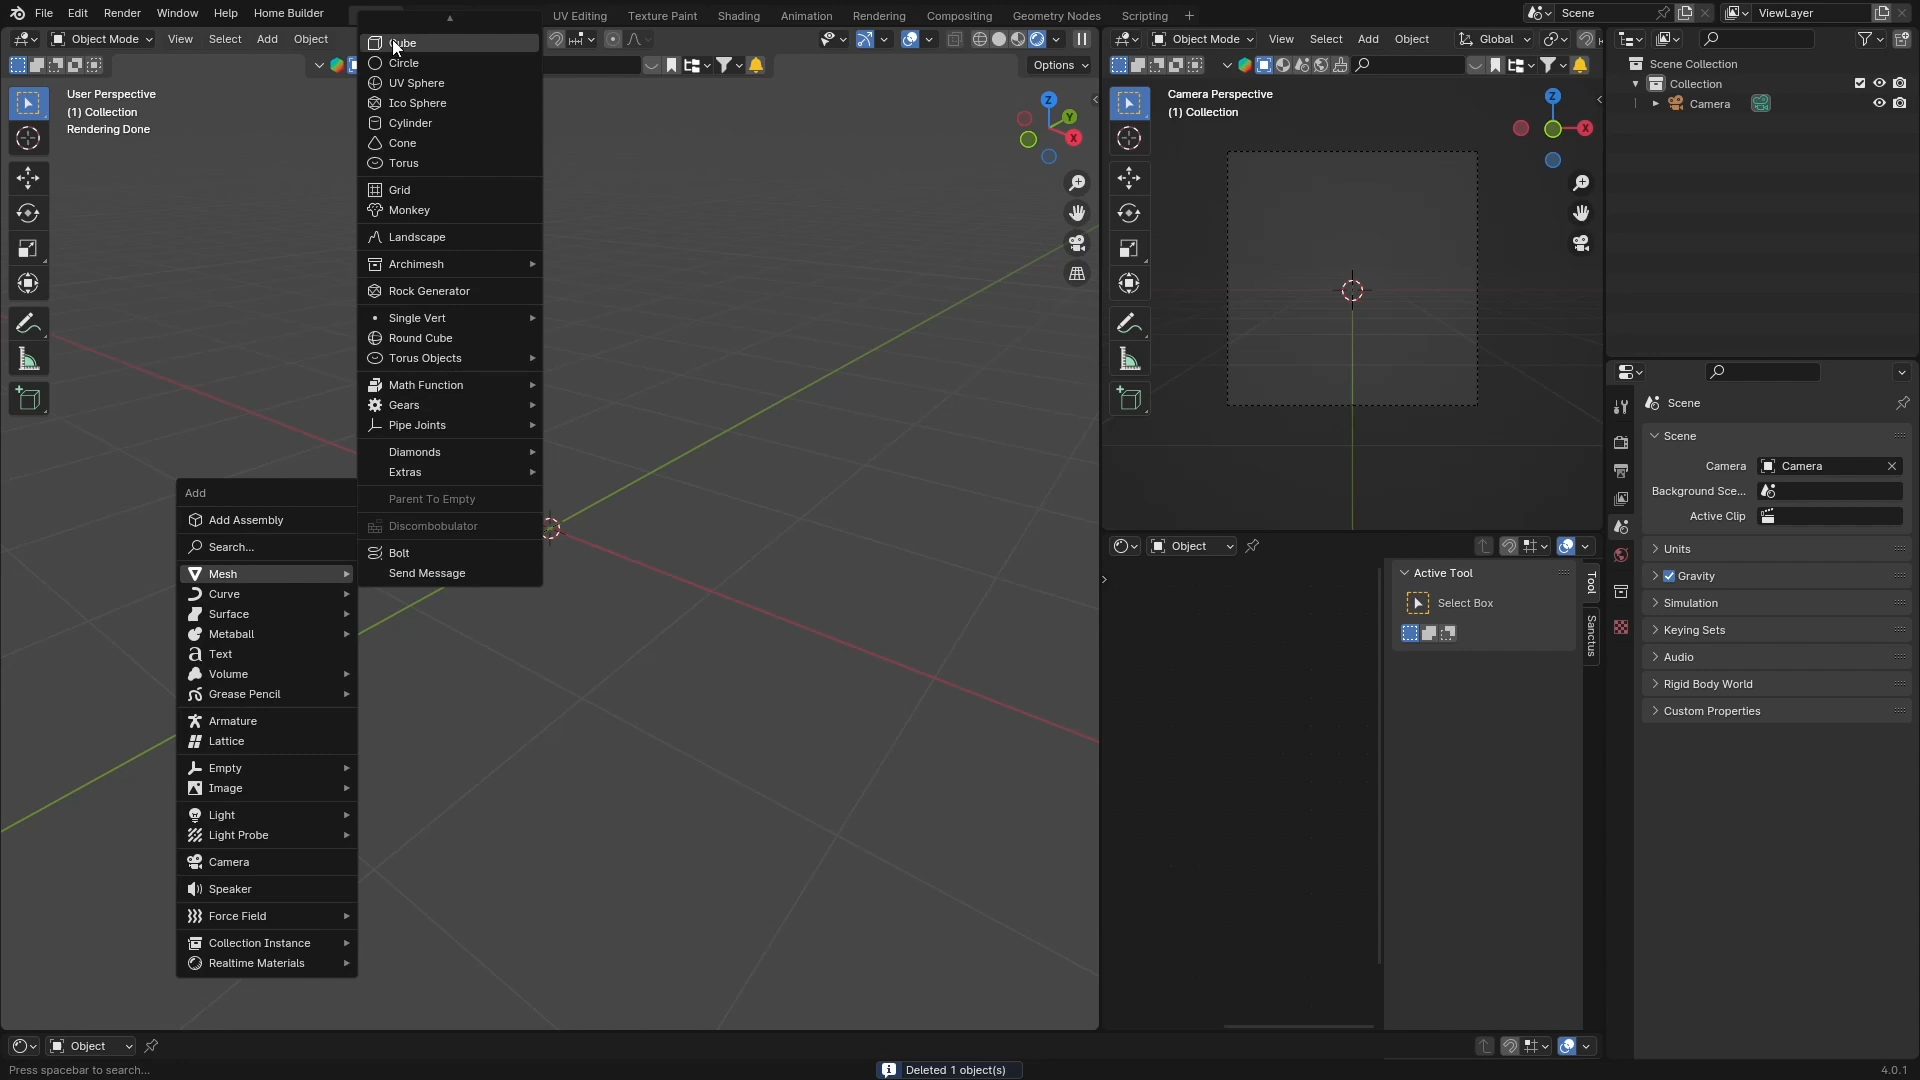 File Edit Render Window Help Home Builder
UV Editing Texture Paint Shading Animation Rendering Compositing Geometry Nodes Scripting +
Scene
ViewLayer
Object Mode View Select Add Object
Options
User Perspective
(1) Collection
Rendering Done
Z
Y
X
Cube
Circle
UV Sphere
Ico Sphere
Cylinder
Cone
Torus
Grid
Monkey
Landscape
Archimesh
Rock Generator
Single Vert
Round Cube
Torus Objects
Math Function
Gears
Pipe Joints
Diamonds
Extras
Parent To Empty
Discombobulator
Bolt
Send Message
Add
Add Assembly
Search...
Mesh
Curve
Surface
Metaball
Text
Volume
Grease Pencil
Armature
Lattice
Empty
Image
Light
Light Probe
Camera
Speaker
Force Field
Collection Instance
Realtime Materials
Object Mode View Select Add Object Global
Camera Perspective
(1) Collection
Z
X
Object
Active Tool
Select Box
Tool
Sanctus
Scene Collection
Collection
Camera
Scene
Scene
Camera Camera
Background Sce...
Active Clip
Units
Gravity
Simulation
Keying Sets
Audio
Rigid Body World
Custom Properties
Object
Press spacebar to search...
Deleted 1 object(s)
4.0.1